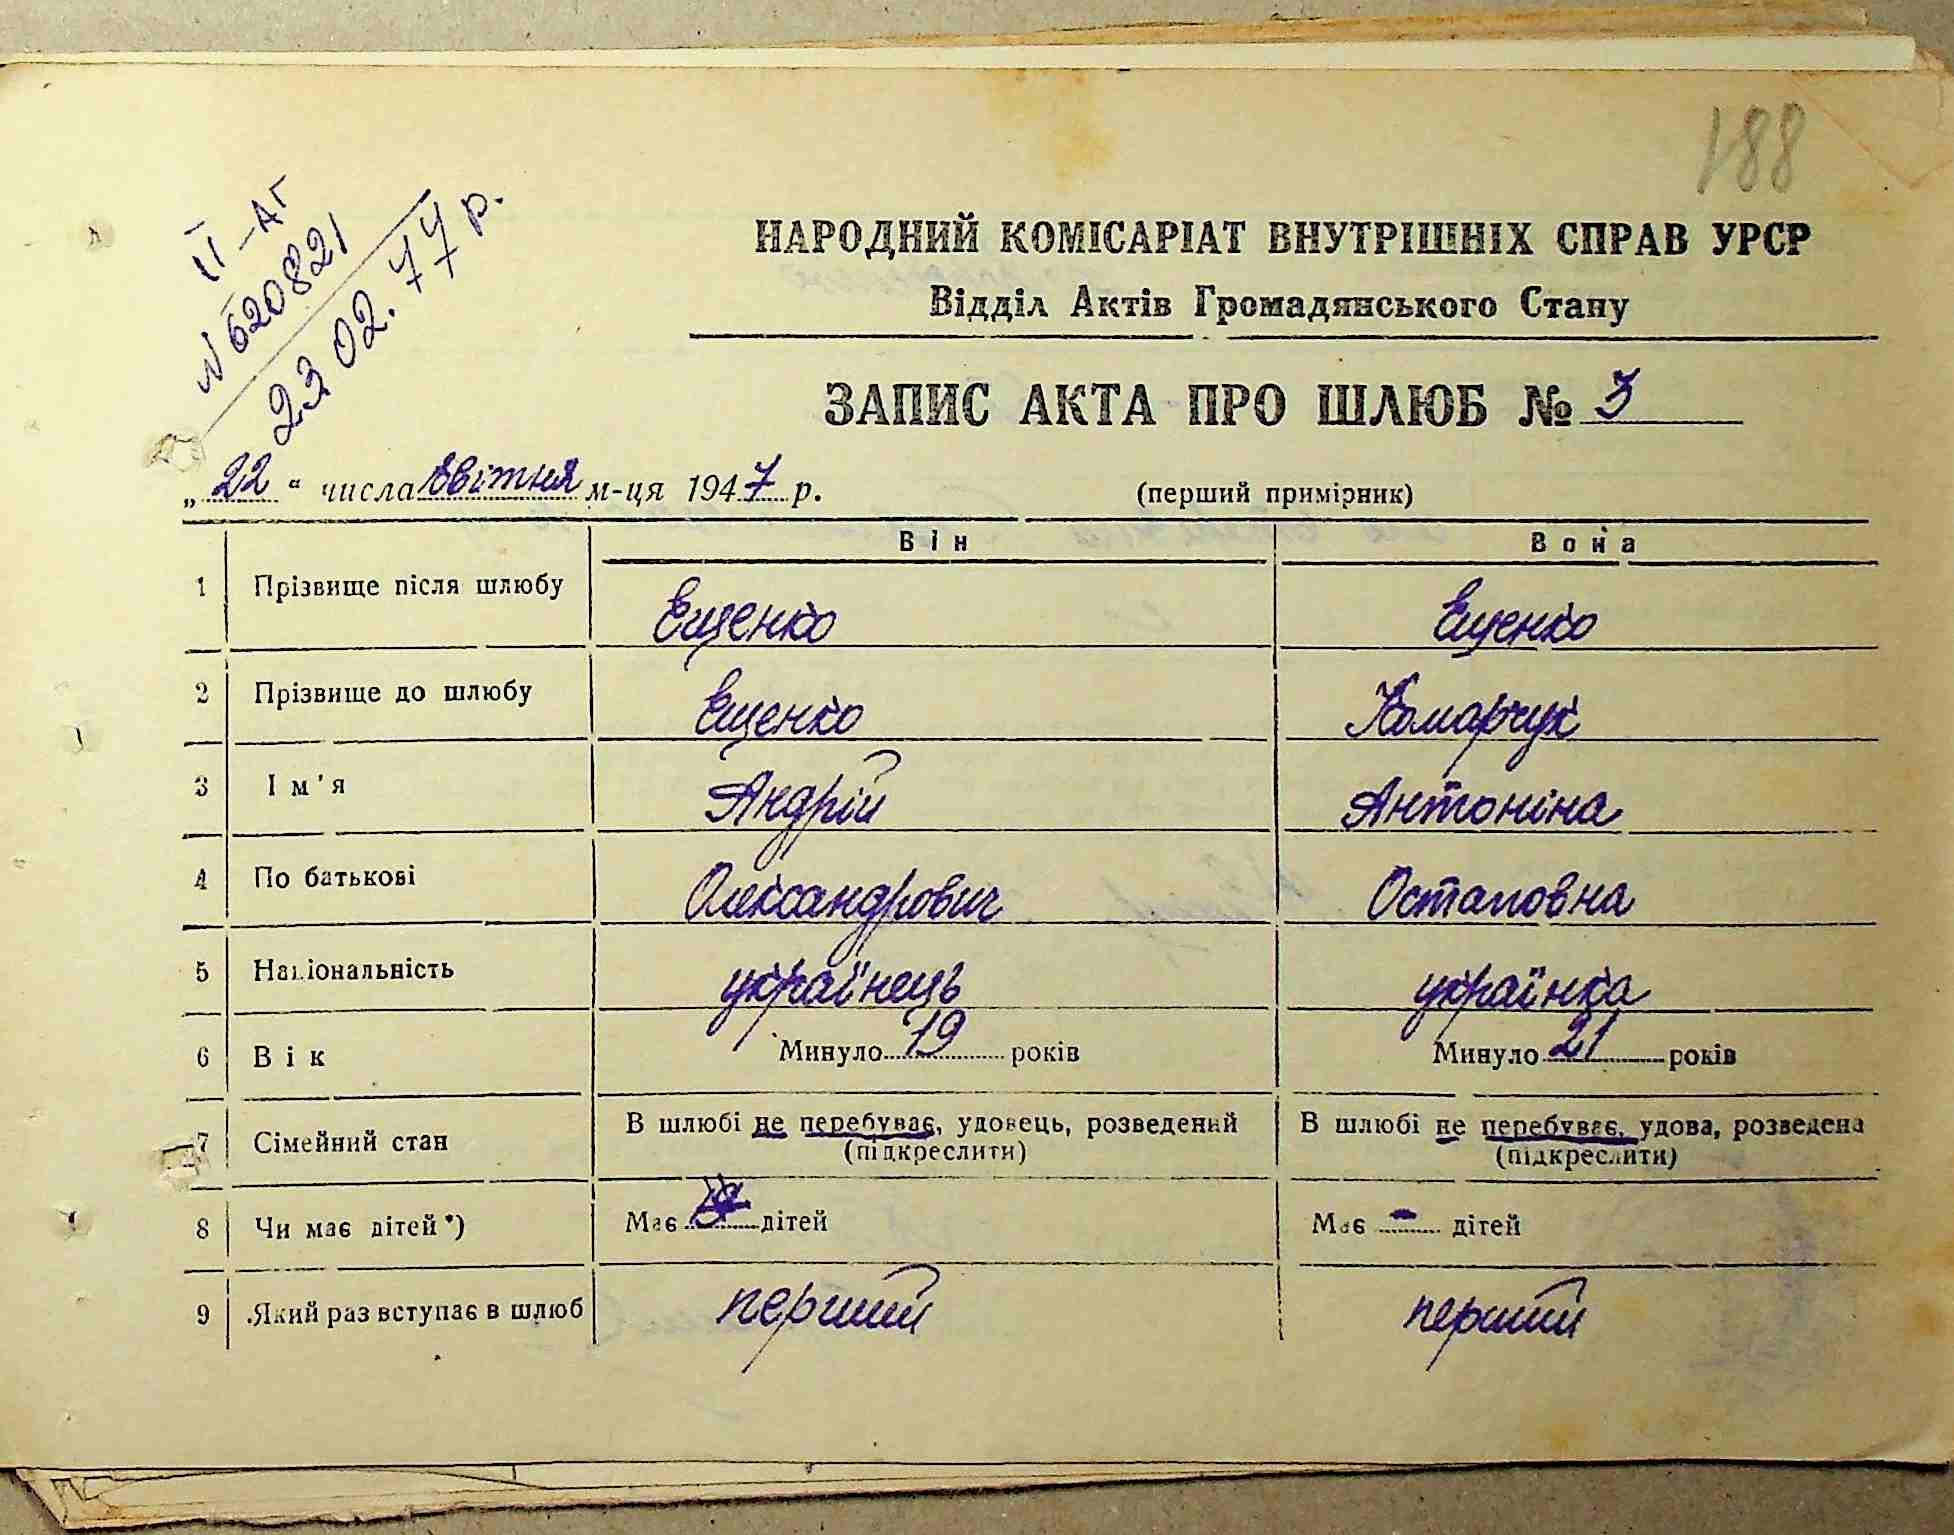 188
II-АГ
N 620821
23.02.77 р.
НАРОДНИЙ КОМІСАРІАТ ВНУТРІШНІХ СПРАВ УРСР
Відділ Актів Громадянського Стану
ЗАПИС АКТА ПРО ШЛЮБ № 3
„22“ числа квітня м-ця 1947 р. (перший примірник)
Він Вона
1 Прізвище після шлюбу Єщенко Єщенко
2 Прізвище до шлюбу Єщенко Комарчук
3 Ім'я Андрій Антоніна
4 По батькові Олександрович Остаповна
5 Національність українець українка
6 Вік Минуло 19 років Минуло 21 років
7 Сімейний стан В шлюбі не перебуває, удовець, розведений В шлюбі не перебуває, удова, розведена
(підкреслити) (підкреслити)
8 Чи має дітей*) Має дітей Має - дітей
9 Який раз вступає в шлюб перший перший